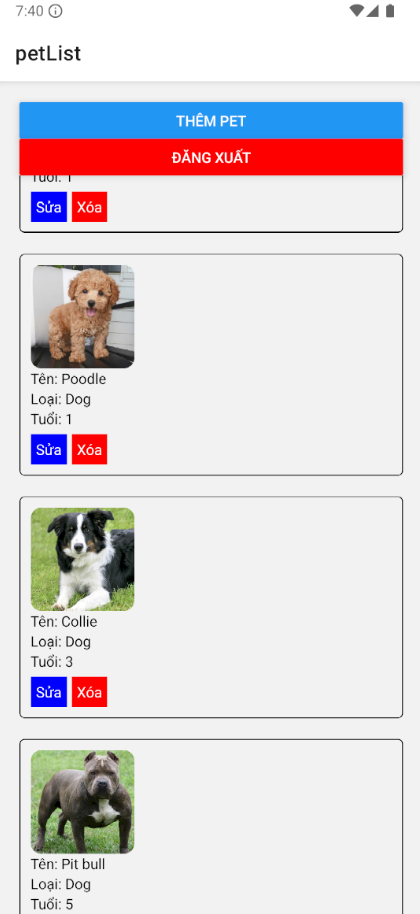 7:40
petList
THÊM PET
ĐĂNG XUẤT
Tuổi: 1
Sửa Xóa
Tên: Poodle
Loại: Dog
Tuổi: 1
Sửa Xóa
Tên: Collie
Loại: Dog
Tuổi: 3
Sửa Xóa
Tên: Pit bull
Loại: Dog
Tuổi: 5